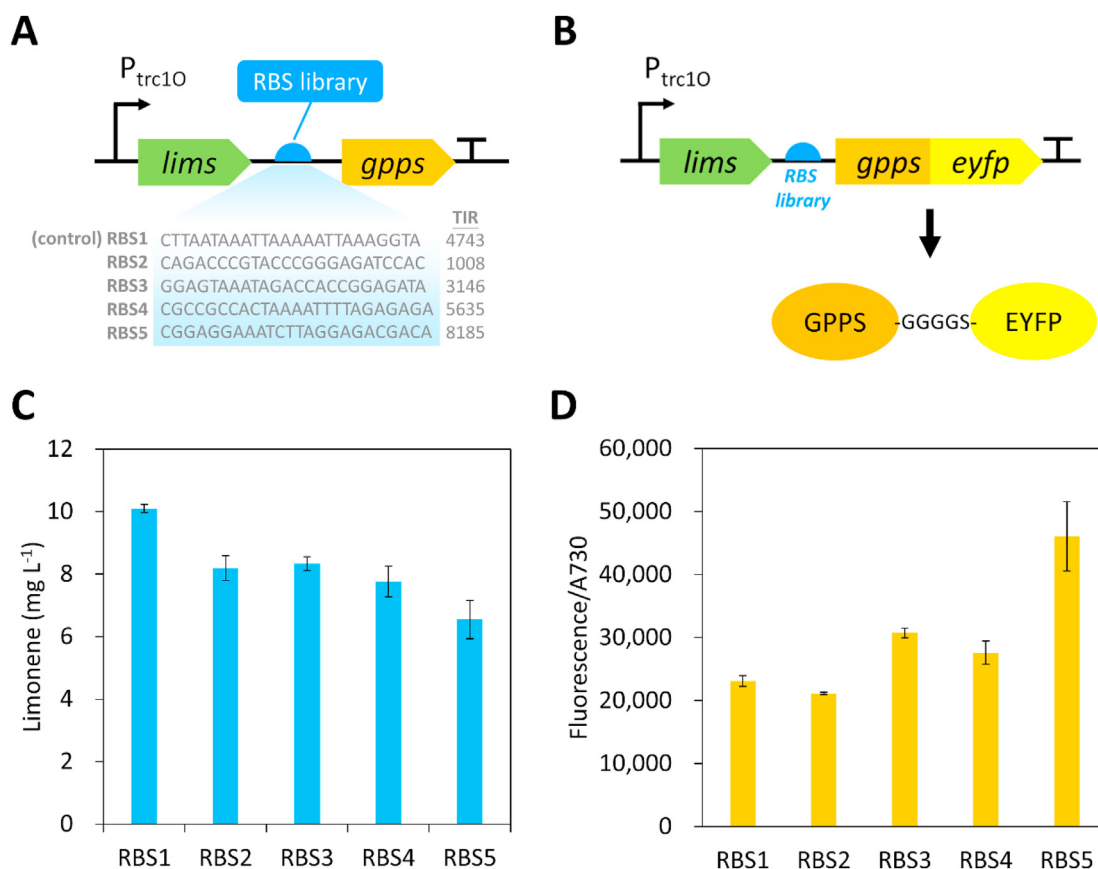 A
P_trc1O
RBS library
lims
gpps
TIR
(control) RBS1 CTTAATAAATTAAAAATTAAAGGTA 4743
RBS2 CAGACCCGTACCCGGGAGATCCAC 1008
RBS3 GGAGTAAATAGACCACCGGAGATA 3146
RBS4 CGCCGCCACTAAAATTTTAGAGAGA 5635
RBS5 CGGAGGAAATCTTAGGAGACGACA 8185
B
P_trc1O
lims
RBS
library
gpps
eyfp
GPPS
-GGGGS-
EYFP
C
Limonene (mg L⁻¹)
12
10
8
6
4
2
0
RBS1 RBS2 RBS3 RBS4 RBS5
D
Fluorescence/A730
60,000
50,000
40,000
30,000
20,000
10,000
0
RBS1 RBS2 RBS3 RBS4 RBS5